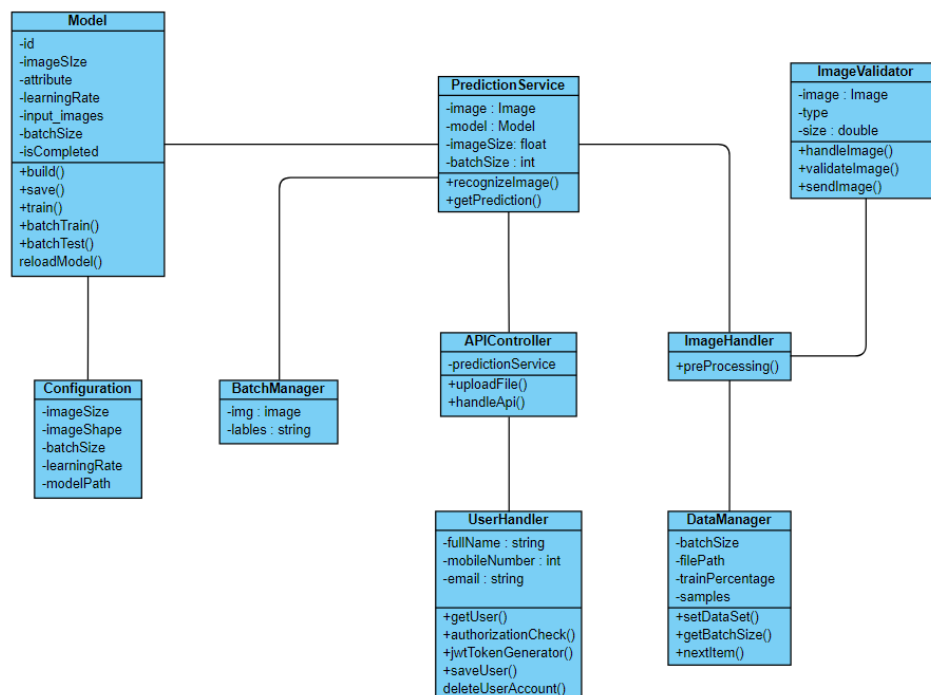 Model
-id
-imageSIze
-attribute
-learningRate
-input_images
-batchSize
-isCompleted
+build()
+save()
+train()
+batchTrain()
+batchTest()
reloadModel()
PredictionService
-image : Image
-model : Model
-imageSize: float
-batchSize : int
+recognizeImage()
+getPrediction()
ImageValidator
-image : Image
-type
-size : double
+handleImage()
+validateImage()
+sendImage()
Configuration
-imageSize
-imageShape
-batchSize
-learningRate
-modelPath
BatchManager
-img : image
-lables : string
APIController
-predictionService
+uploadFile()
+handleApi()
ImageHandler
+preProcessing()
UserHandler
-fullName : string
-mobileNumber : int
-email : string
+getUser()
+authorizationCheck()
+jwtTokenGenerator()
+saveUser()
deleteUserAccount()
DataManager
-batchSize
-filePath
-trainPercentage
-samples
+setDataSet()
+getBatchSize()
+nextItem()